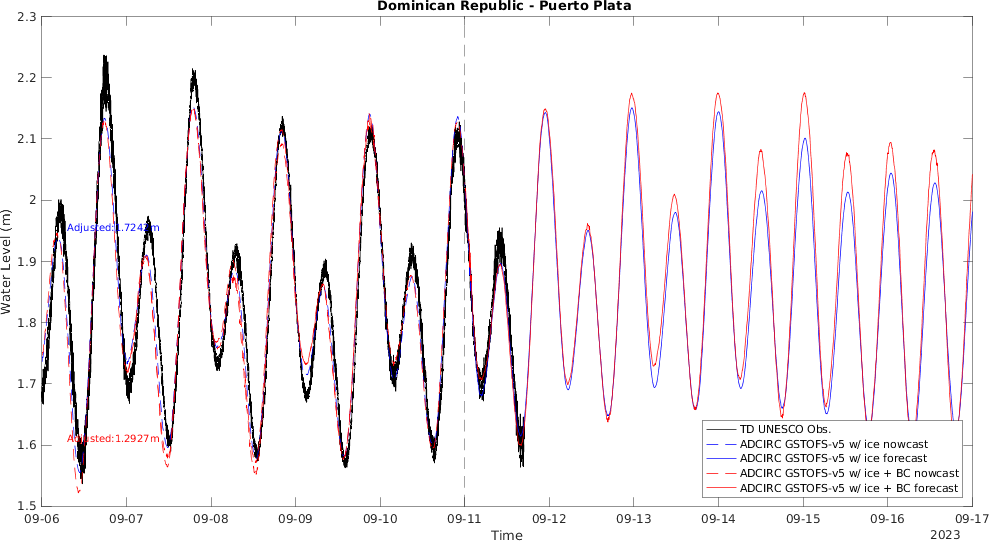 Dominican Republic - Puerto Plata
2.3
2.2
2.1
2
1.9
1.8
1.7
1.6
1.5
Water Level (m)
Adjusted:1.7243m
Adjusted:1.2927m
TD UNESCO Obs.
ADCIRC GSTOFS-v5 w/ ice nowcast
ADCIRC GSTOFS-v5 w/ ice forecast
ADCIRC GSTOFS-v5 w/ ice + BC nowcast
ADCIRC GSTOFS-v5 w/ ice + BC forecast
09-06 09-07 09-08 09-09 09-10 09-11 09-12 09-13 09-14 09-15 09-16 09-17
Time
2023